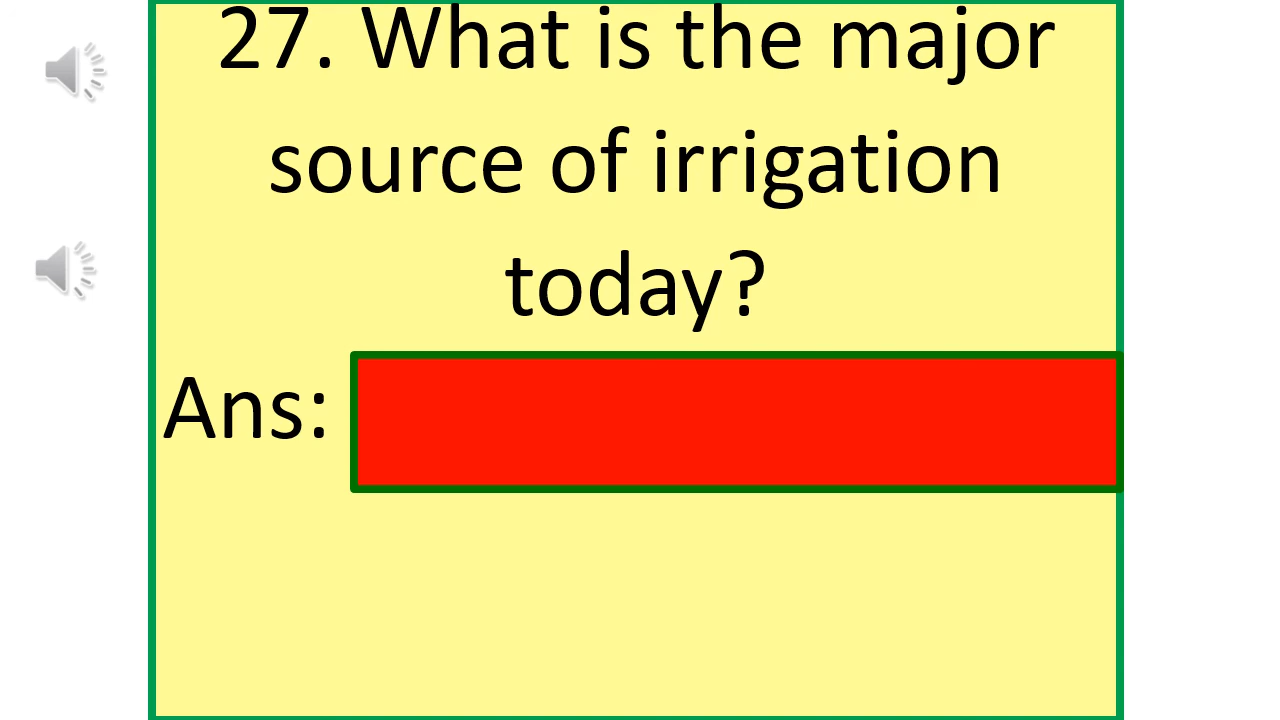 27. What is the major
source of irrigation
today?
Ans: